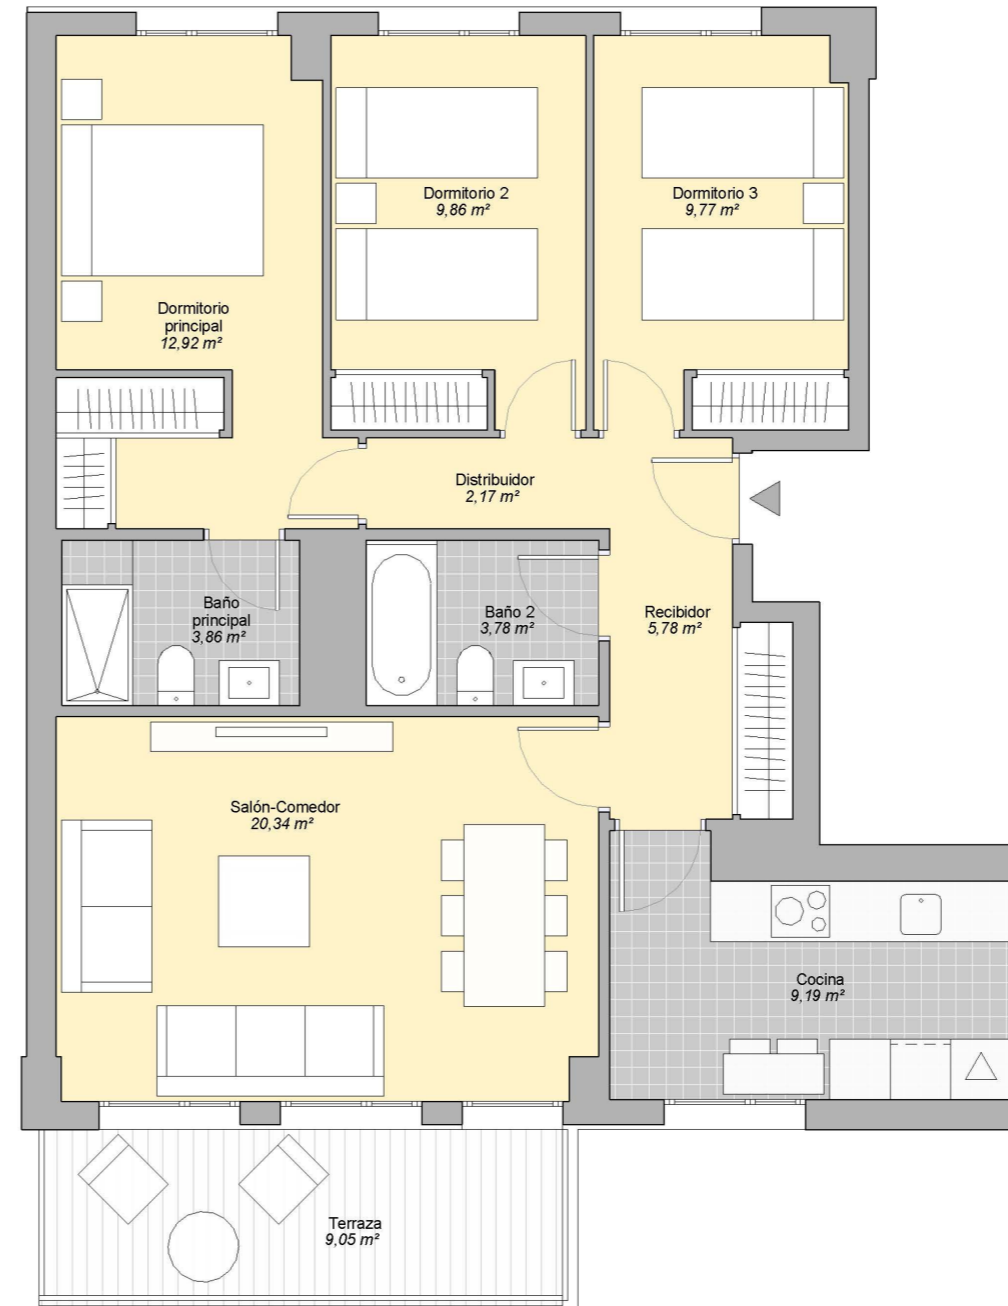 Dormitorio 2
9,86 m²
Dormitorio 3
9,77 m²
Dormitorio
principal
12,92 m²
Distribuidor
2,17 m²
Baño
principal
3,86 m²
Baño 2
3,78 m²
Recibidor
5,78 m²
Salón-Comedor
20,34 m²
Cocina
9,19 m²
Terraza
9,05 m²